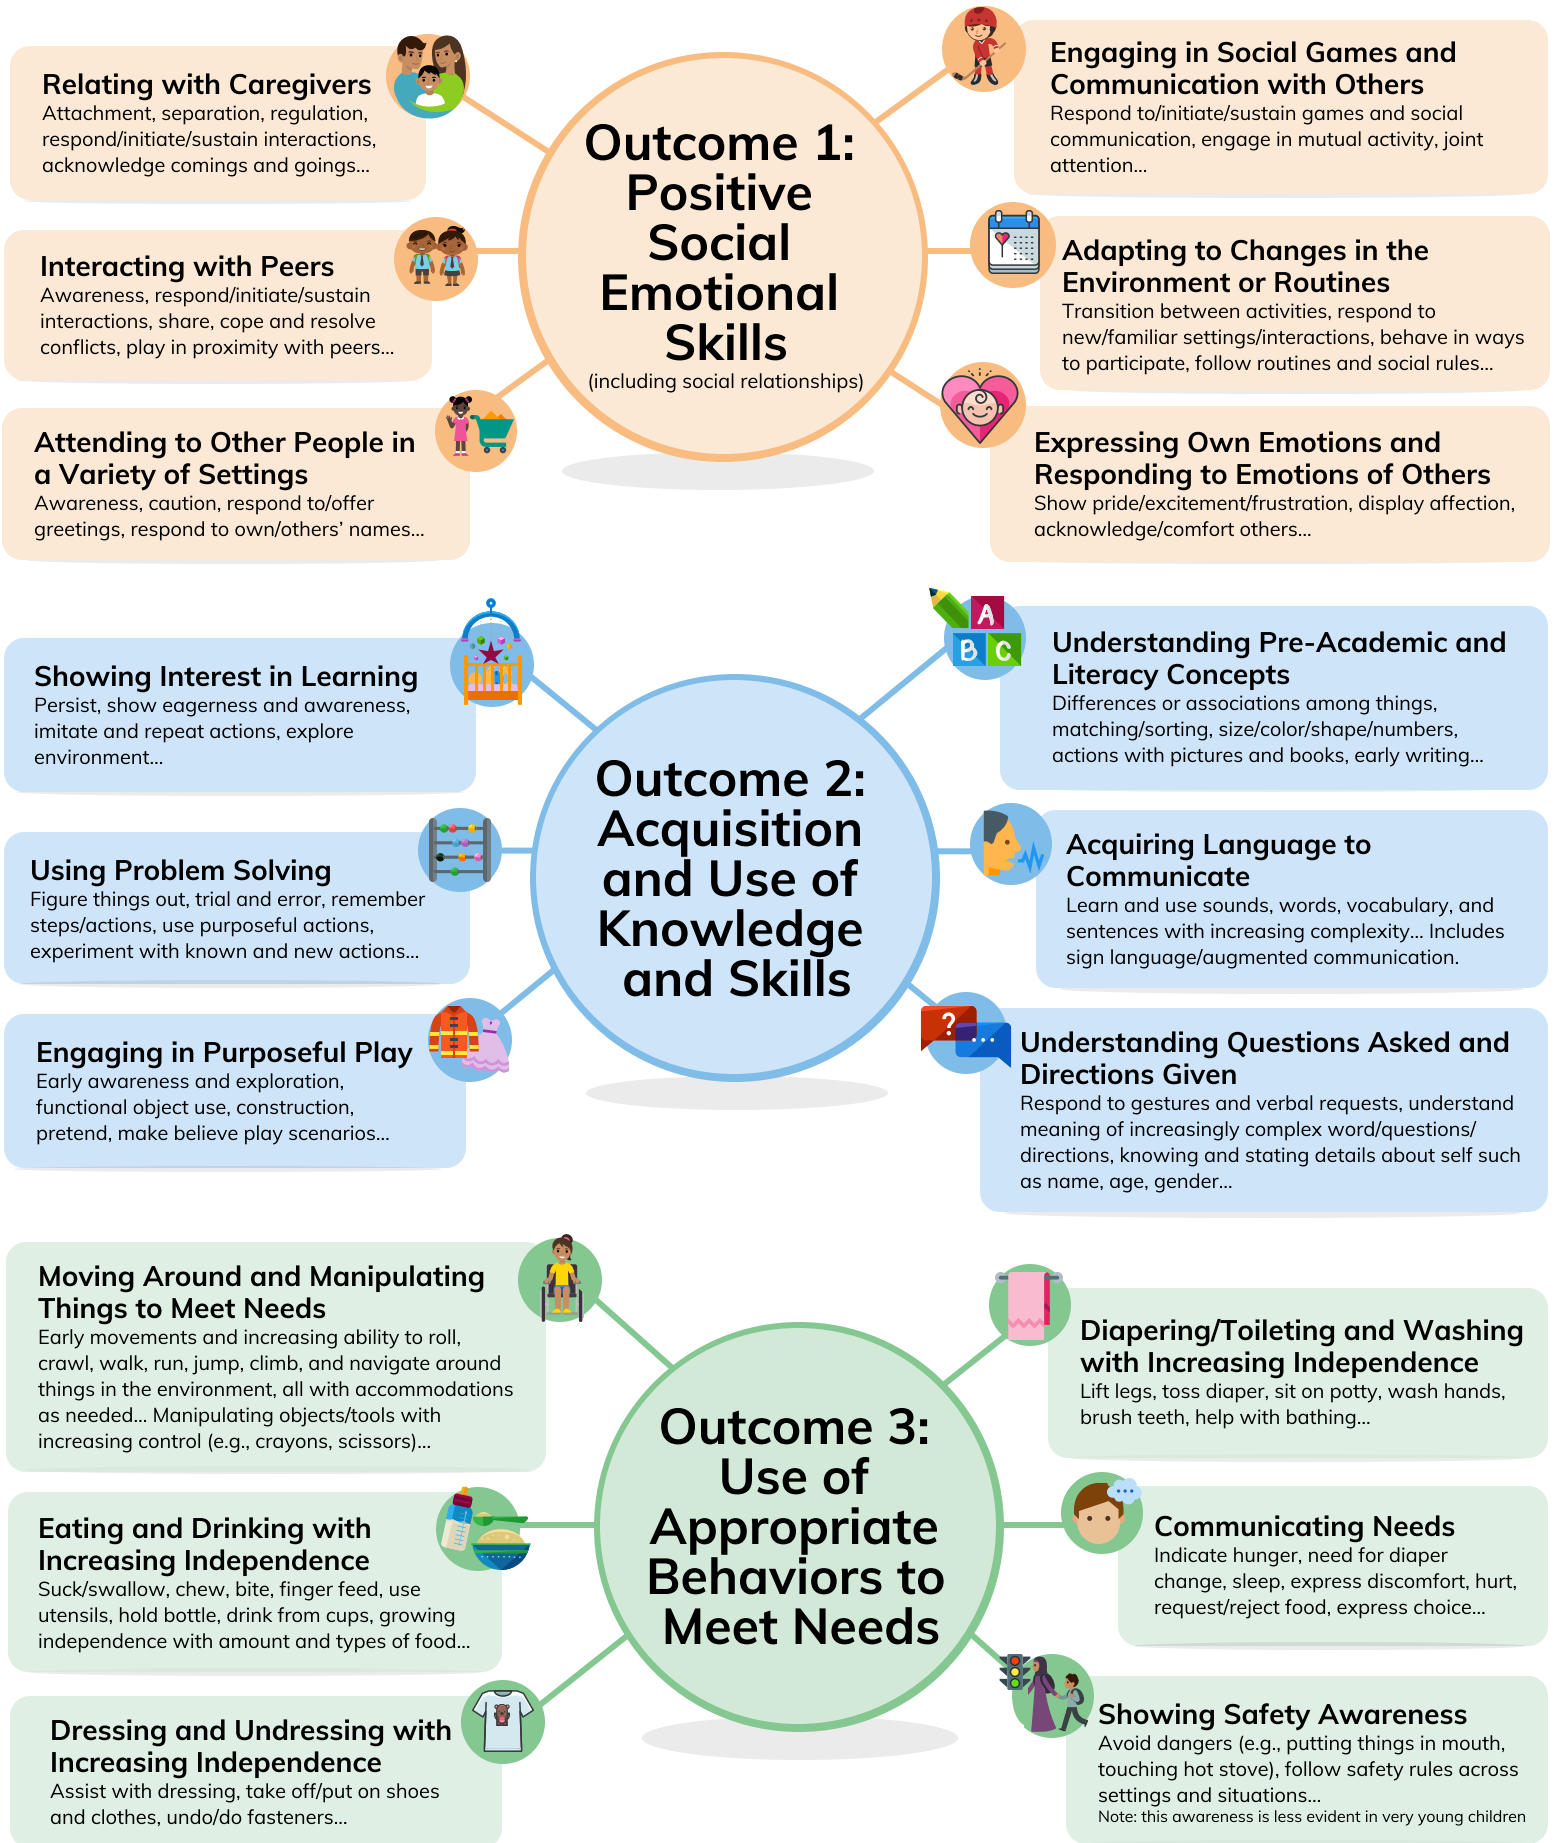 Relating with Caregivers
Attachment, separation, regulation,
respond/initiate/sustain interactions,
acknowledge comings and goings...
Interacting with Peers
Awareness, respond/initiate/sustain
interactions, share, cope and resolve
conflicts, play in proximity with peers...
Attending to Other People in
a Variety of Settings
Awareness, caution, respond to/offer
greetings, respond to own/others’ names...
Outcome 1:
Positive
Social
Emotional
Skills
(including social relationships)
Engaging in Social Games and
Communication with Others
Respond to/initiate/sustain games and social
communication, engage in mutual activity, joint
attention...
Adapting to Changes in the
Environment or Routines
Transition between activities, respond to
new/familiar settings/interactions, behave in ways
to participate, follow routines and social rules...
Expressing Own Emotions and
Responding to Emotions of Others
Show pride/excitement/frustration, display affection,
acknowledge/comfort others...
Showing Interest in Learning
Persist, show eagerness and awareness,
imitate and repeat actions, explore
environment...
Using Problem Solving
Figure things out, trial and error, remember
steps/actions, use purposeful actions,
experiment with known and new actions...
Engaging in Purposeful Play
Early awareness and exploration,
functional object use, construction,
pretend, make believe play scenarios...
Outcome 2:
Acquisition
and Use of
Knowledge
and Skills
A
B C
Understanding Pre-Academic and
Literacy Concepts
Differences or associations among things,
matching/sorting, size/color/shape/numbers,
actions with pictures and books, early writing...
Acquiring Language to
Communicate
Learn and use sounds, words, vocabulary, and
sentences with increasing complexity... Includes
sign language/augmented communication.
?
...
Understanding Questions Asked and
Directions Given
Respond to gestures and verbal requests, understand
meaning of increasingly complex word/questions/
directions, knowing and stating details about self such
as name, age, gender...
Moving Around and Manipulating
Things to Meet Needs
Early movements and increasing ability to roll,
crawl, walk, run, jump, climb, and navigate around
things in the environment, all with accommodations
as needed... Manipulating objects/tools with
increasing control (e.g., crayons, scissors)...
Eating and Drinking with
Increasing Independence
Suck/swallow, chew, bite, finger feed, use
utensils, hold bottle, drink from cups, growing
independence with amount and types of food...
Dressing and Undressing with
Increasing Independence
Assist with dressing, take off/put on shoes
and clothes, undo/do fasteners...
Outcome 3:
Use of
Appropriate
Behaviors to
Meet Needs
Diapering/Toileting and Washing
with Increasing Independence
Lift legs, toss diaper, sit on potty, wash hands,
brush teeth, help with bathing...
Communicating Needs
Indicate hunger, need for diaper
change, sleep, express discomfort, hurt,
request/reject food, express choice...
Showing Safety Awareness
Avoid dangers (e.g., putting things in mouth,
touching hot stove), follow safety rules across
settings and situations...
Note: this awareness is less evident in very young children